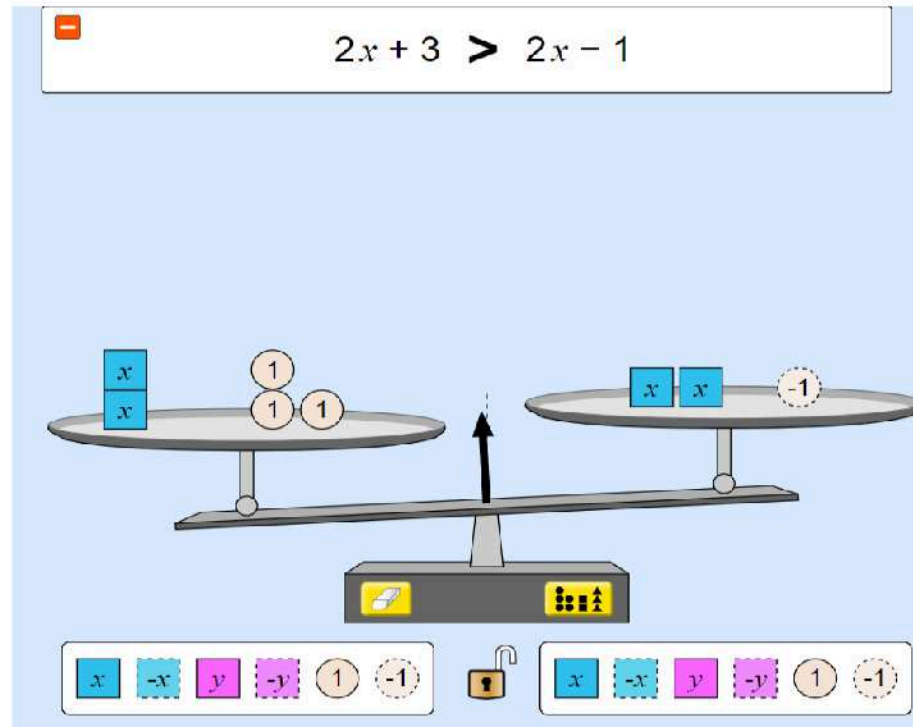 2x + 3 > 2x − 1
x
x
1
1 1
x x
-1
x -x y -y 1 -1
x -x y -y 1 -1